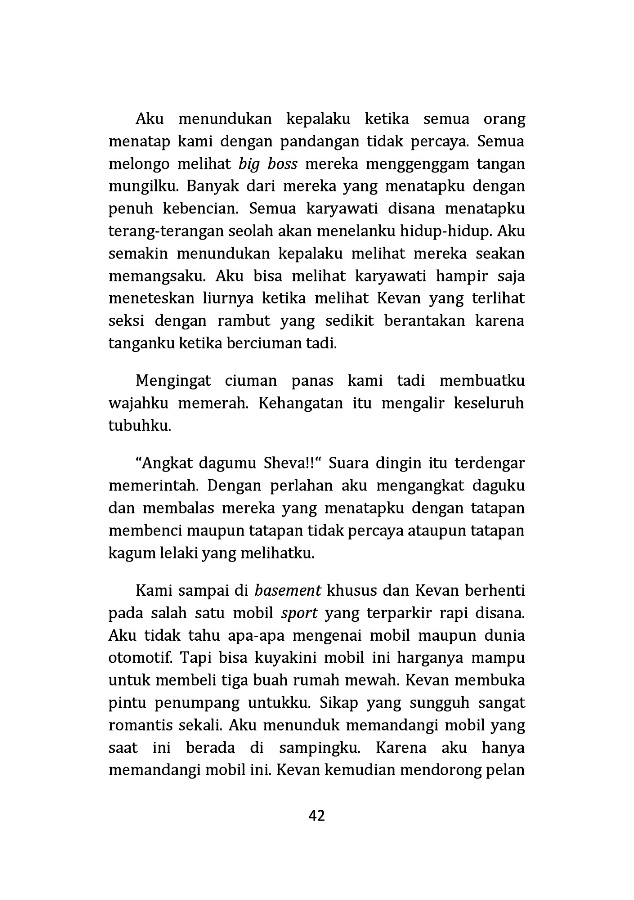 Aku menundukan kepalaku ketika semua orang
menatap kami dengan pandangan tidak percaya. Semua
melongo melihat big boss mereka menggenggam tangan
mungilku. Banyak dari mereka yang menatapku dengan
penuh kebencian. Semua karyawati disana menatapku
terang-terangan seolah akan menelanku hidup-hidup. Aku
semakin menundukan kepalaku melihat mereka seakan
memangsaku. Aku bisa melihat karyawati hampir saja
meneteskan liurnya ketika melihat Kevan yang terlihat
seksi dengan rambut yang sedikit berantakan karena
tanganku ketika berciuman tadi.
Mengingat ciuman panas kami tadi membuatku
wajahku memerah. Kehangatan itu mengalir keseluruh
tubuhku.
“Angkat dagumu Sheva!!“ Suara dingin itu terdengar
memerintah. Dengan perlahan aku mengangkat daguku
dan membalas mereka yang menatapku dengan tatapan
membenci maupun tatapan tidak percaya ataupun tatapan
kagum lelaki yang melihatku.
Kami sampai di basement khusus dan Kevan berhenti
pada salah satu mobil sport yang terparkir rapi disana.
Aku tidak tahu apa-apa mengenai mobil maupun dunia
otomotif. Tapi bisa kuyakini mobil ini harganya mampu
untuk membeli tiga buah rumah mewah. Kevan membuka
pintu penumpang untukku. Sikap yang sungguh sangat
romantis sekali. Aku menunduk memandangi mobil yang
saat ini berada di sampingku. Karena aku hanya
memandangi mobil ini. Kevan kemudian mendorong pelan
42